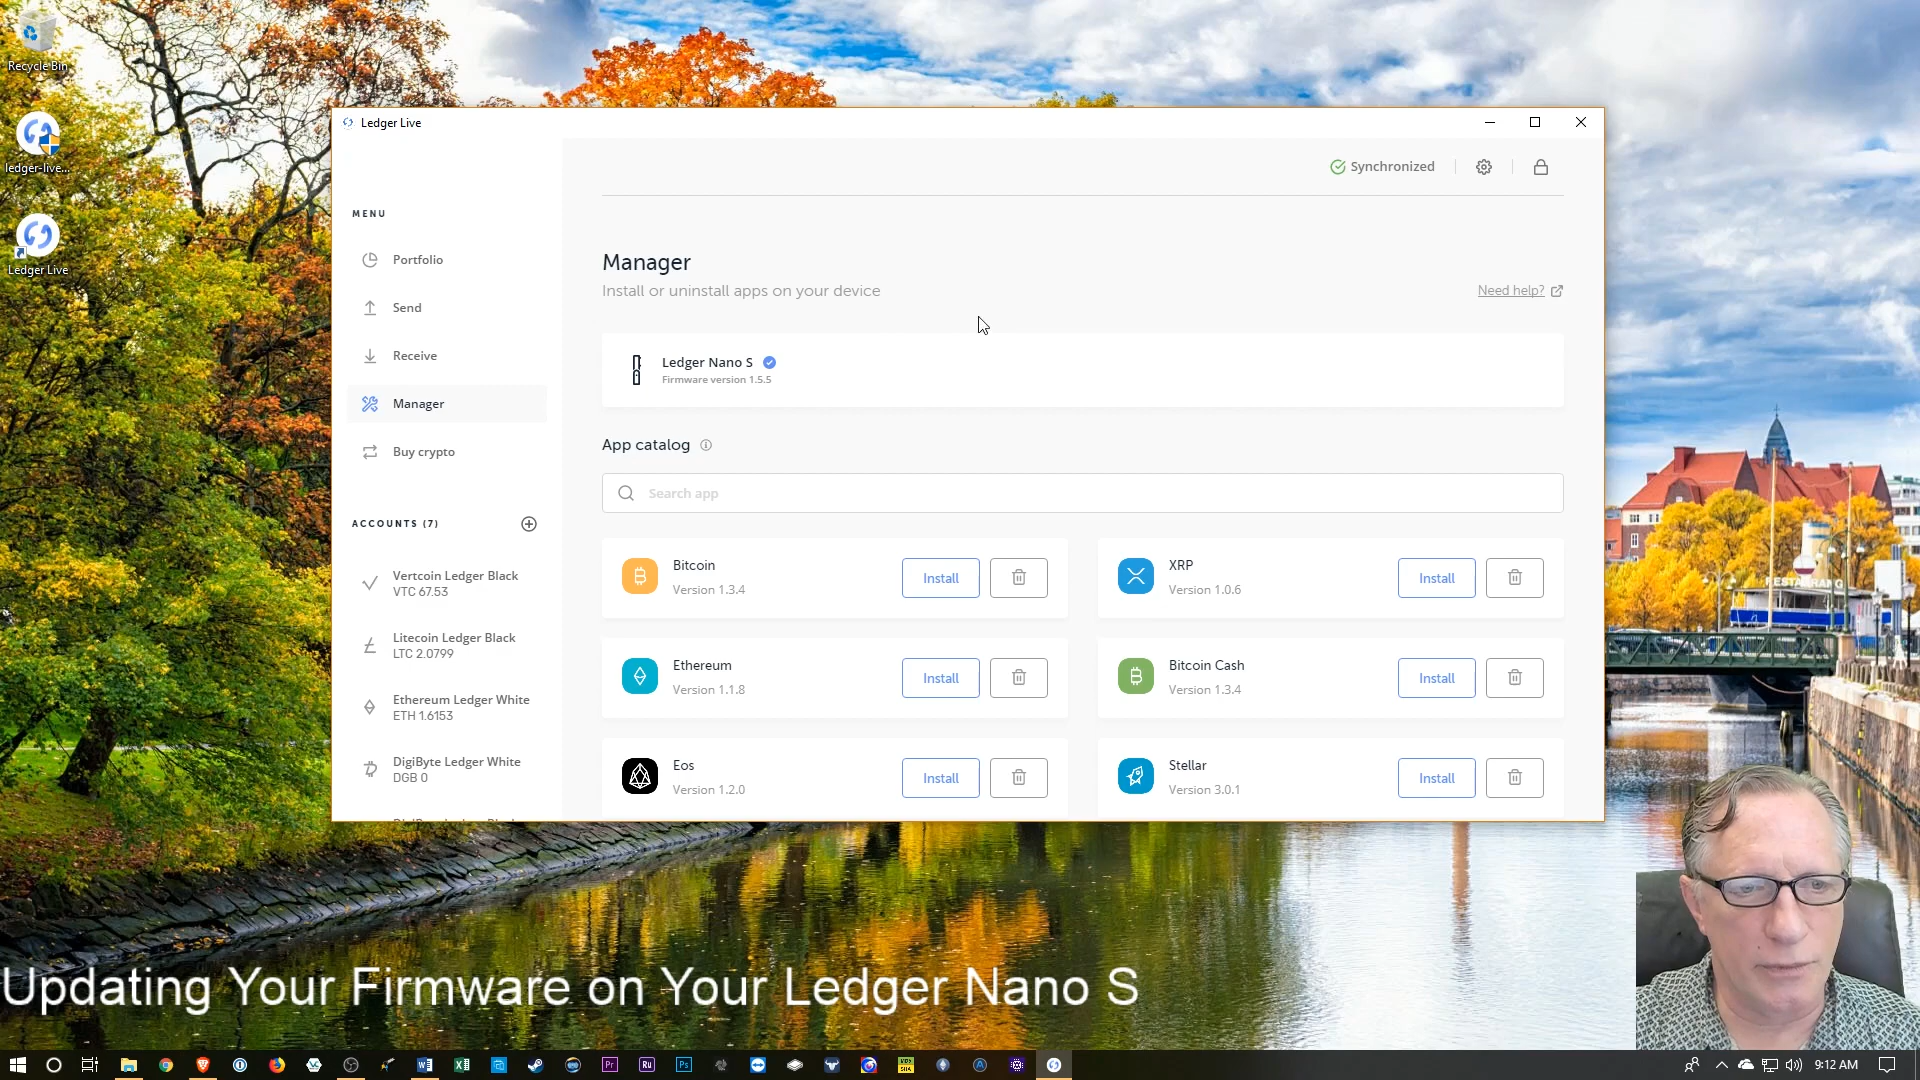 Recycle Bin
ledger-live...
Ledger Live
Ledger Live
Synchronized
MENU
Portfolio
Send
Receive
Manager
Buy crypto
ACCOUNTS (7)
Vertcoin Ledger Black
VTC 67.53
Litecoin Ledger Black
LTC 2.0799
Ethereum Ledger White
ETH 1.6153
DigiByte Ledger White
DGB 0
Manager
Install or uninstall apps on your device
Need help?
Ledger Nano S
Firmware version 1.5.5
App catalog
Search app
Bitcoin
Version 1.3.4
Install
XRP
Version 1.0.6
Install
Ethereum
Version 1.1.8
Install
Bitcoin Cash
Version 1.3.4
Install
Eos
Version 1.2.0
Install
Stellar
Version 3.0.1
Install
RESTAURANG
Updating Your Firmware on Your Ledger Nano S
9:12 AM